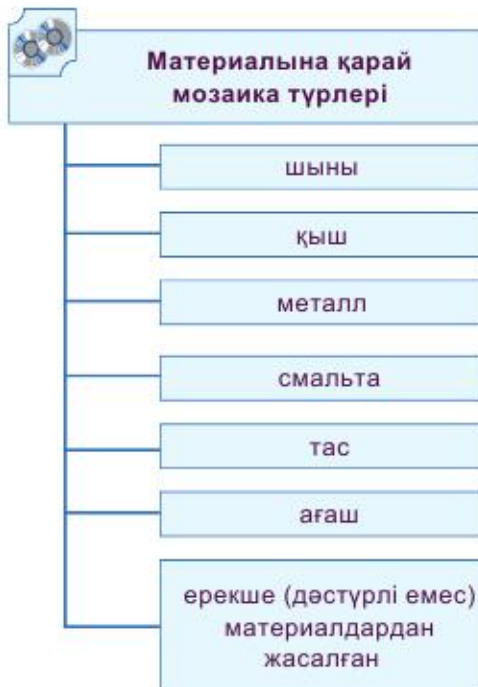 Материалына қарай
мозаика түрлері
шыны
қыш
металл
смальта
тас
ағаш
ерекше (дәстүрлі емес)
материалдардан
жасалған